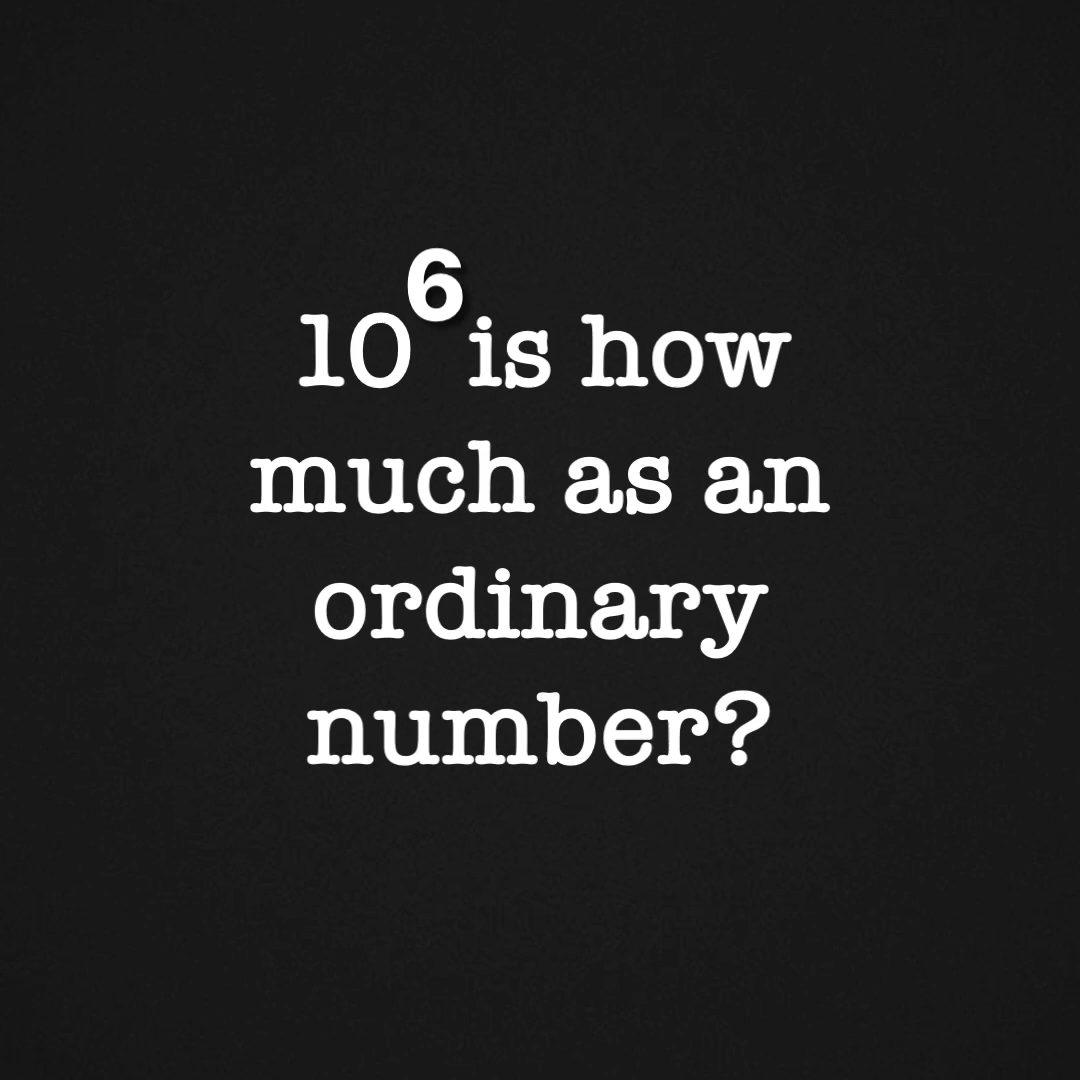 10⁶ is how
much as an
ordinary
number?